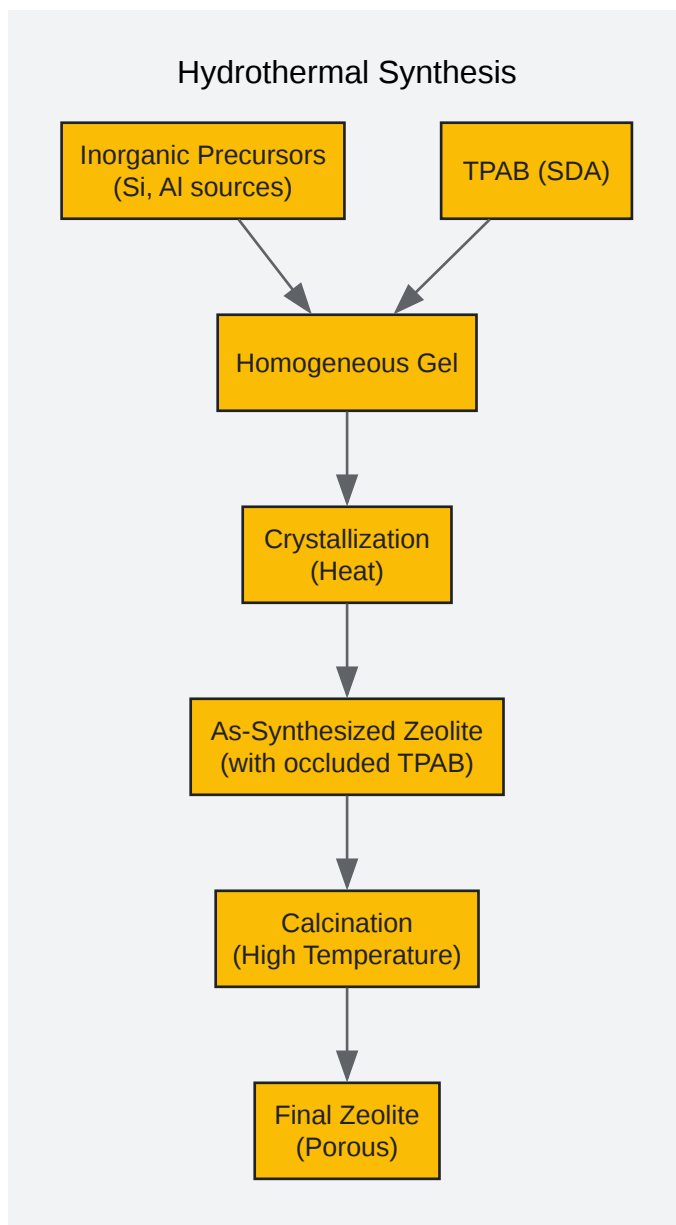 Hydrothermal Synthesis
Inorganic Precursors
(Si, Al sources)
TPAB (SDA)
Homogeneous Gel
Crystallization
(Heat)
As-Synthesized Zeolite
(with occluded TPAB)
Calcination
(High Temperature)
Final Zeolite
(Porous)